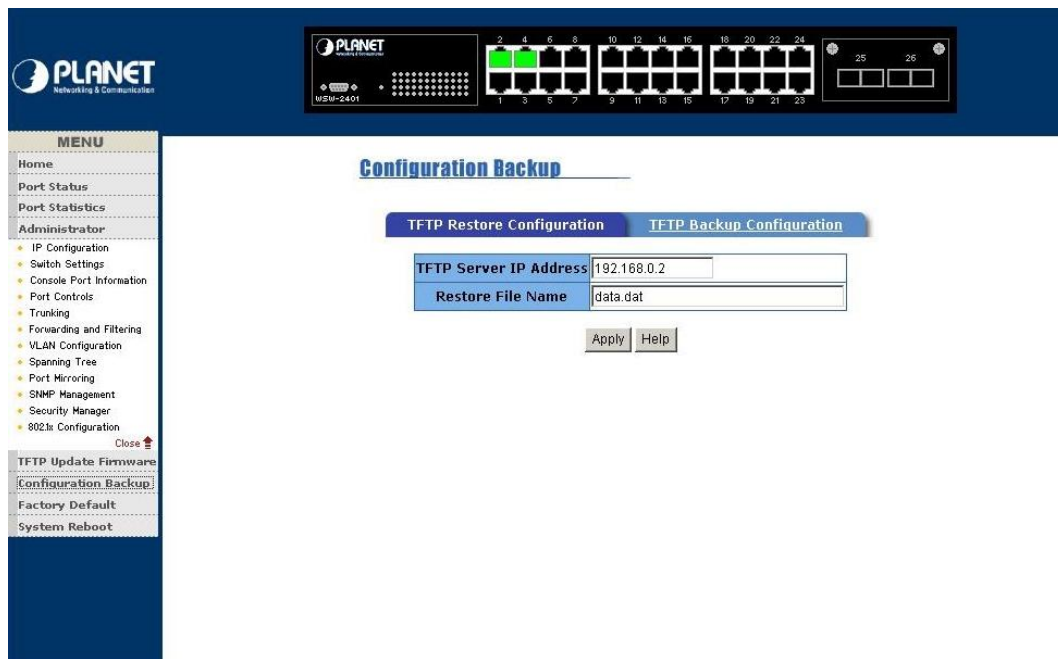 PLANET
Networking & Communication
PLANET
WSW-2401
2 4 6 8 10 12 14 16 18 20 22 24
1 3 5 7 9 11 13 15 17 19 21 23
25 26
MENU
Home
Port Status
Port Statistics
Administrator
IP Configuration
Switch Settings
Console Port Information
Port Controls
Trunking
Forwarding and Filtering
VLAN Configuration
Spanning Tree
Port Mirroring
SNMP Management
Security Manager
802.1x Configuration
Close
TFTP Update Firmware
Configuration Backup
Factory Default
System Reboot
Configuration Backup
TFTP Restore Configuration TFTP Backup Configuration
TFTP Server IP Address 192.168.0.2
Restore File Name data.dat
Apply Help